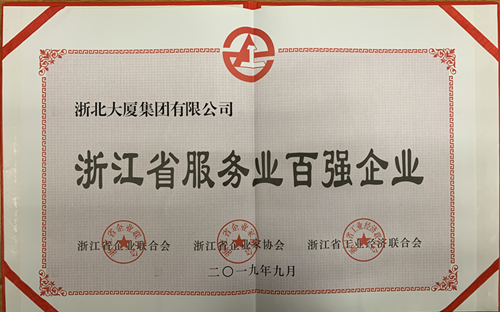 浙北大厦集团有限公司
浙江省服务业百强企业
浙江省企业联合会 浙江省企业家协会 浙江省工业经济联合会
二〇一九年九月